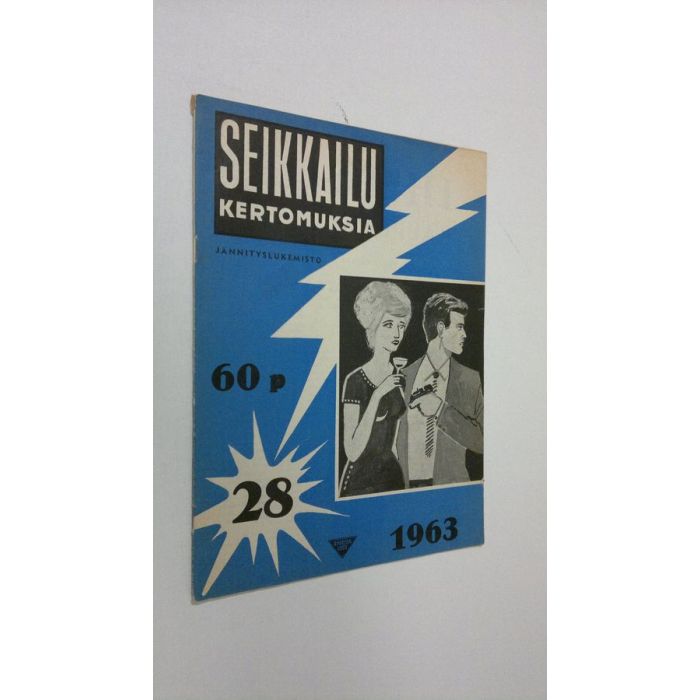 SEIKKAILU
KERTOMUKSIA
JÄNNITYSLUKEMISTO
60 p
28
1963